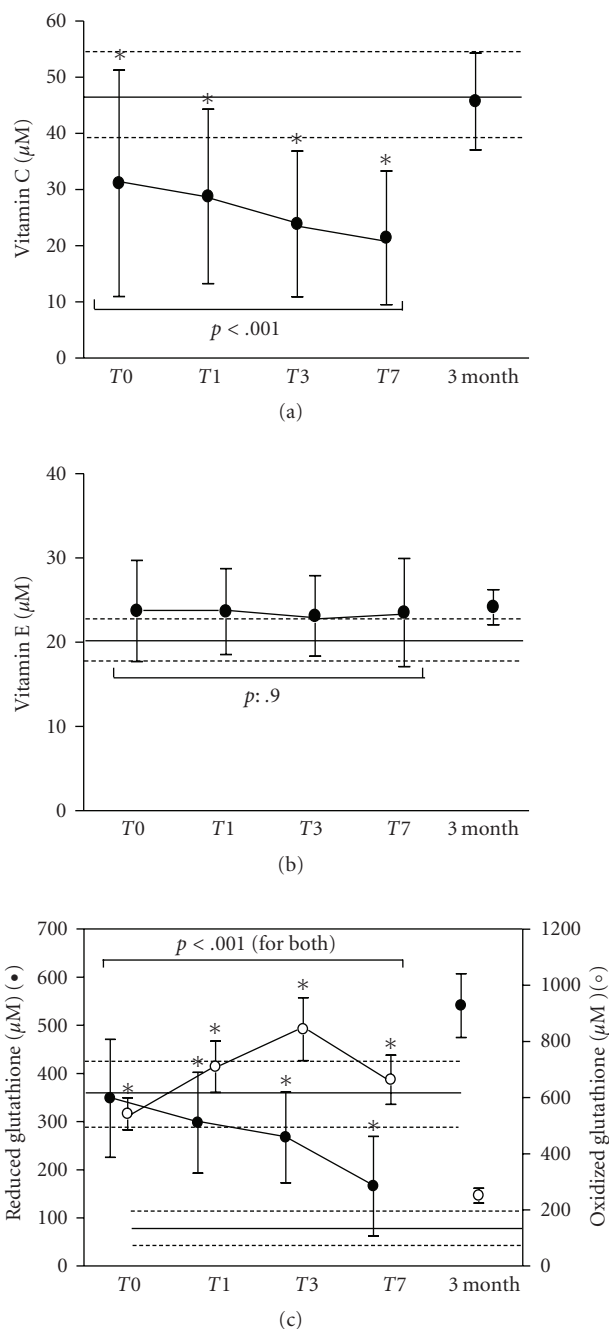 60
50
40
30
20
10
0
Vitamin C (μM)
*
*
*
*
p < .001
T0 T1 T3 T7 3 month
(a)
40
30
20
10
0
Vitamin E (μM)
p: .9
T0 T1 T3 T7 3 month
(b)
700
600
500
400
300
200
100
0
Reduced glutathione (μM) (•)
p < .001 (for both)
*
*
*
*
*
*
*
1200
1000
800
600
400
200
0
Oxidized glutathione (μM )(◦)
T0 T1 T3 T7 3 month
(c)